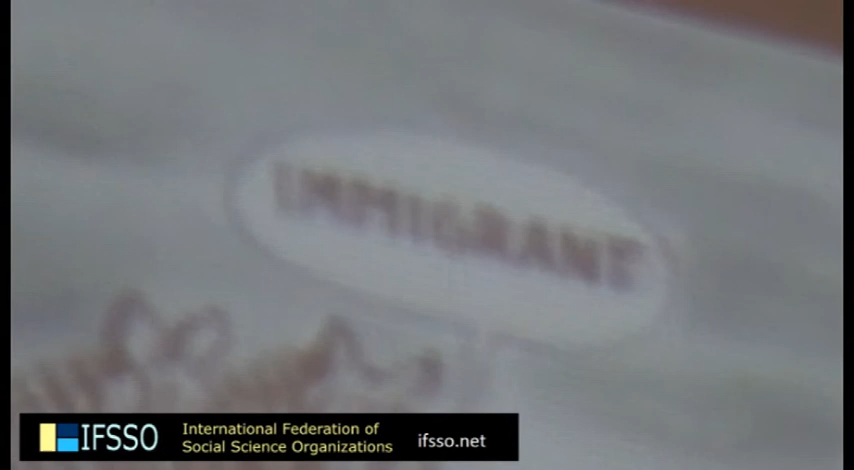 IMMIGRANT
IFSSO
International Federation of
Social Science Organizations
ifsso.net